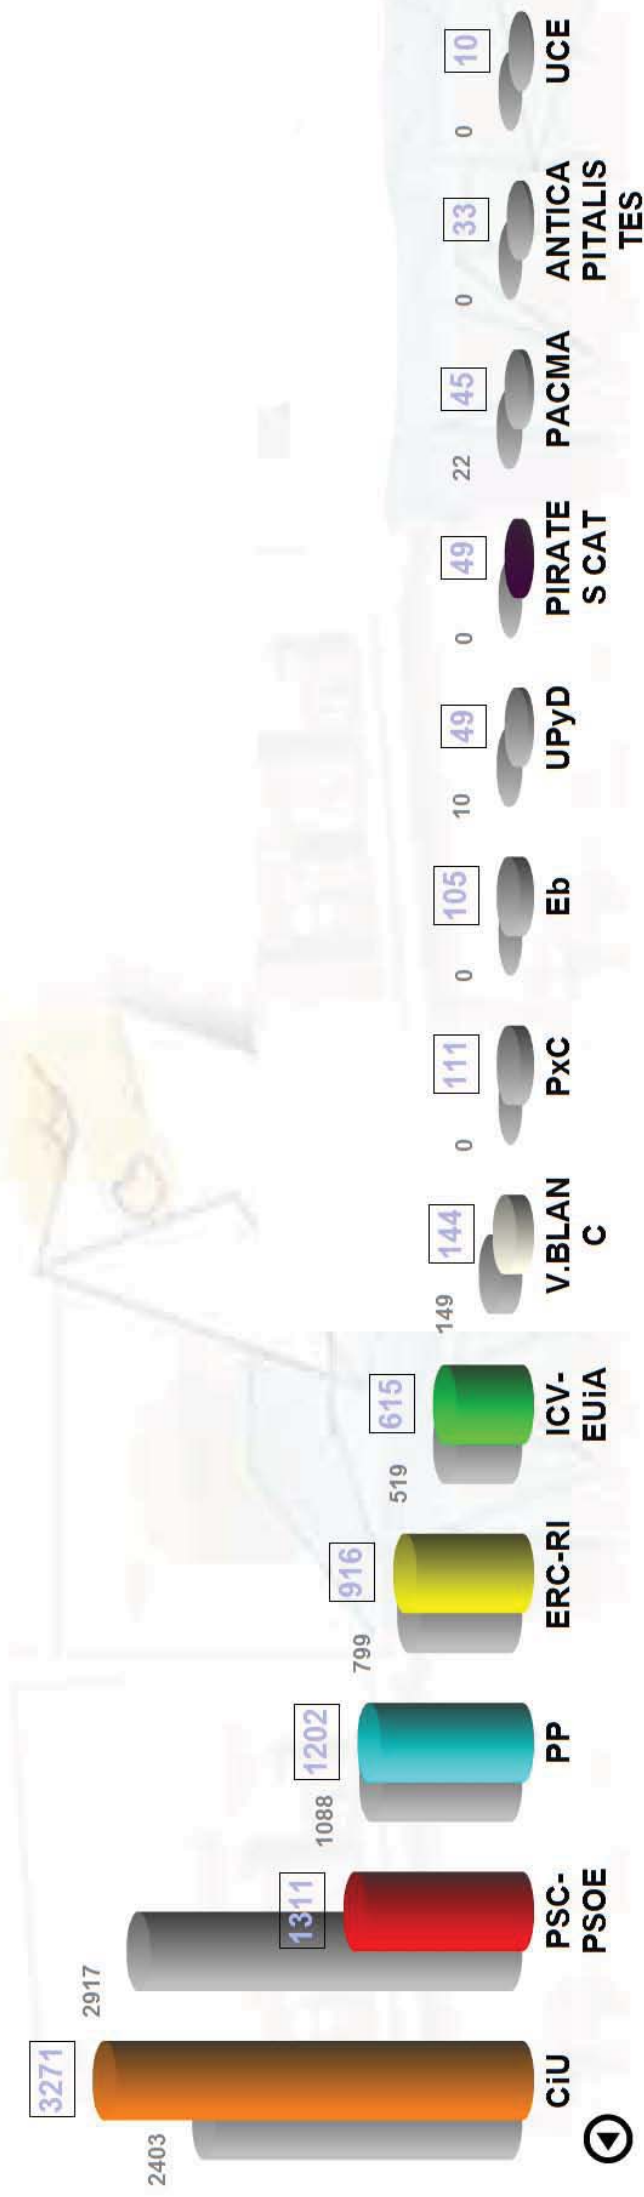 3271
2403
CiU
1311
2917
PSC-
PSOE
1202
1088
PP
916
799
ERC-RI
615
519
ICV-
EUiA
144
149
V.BLAN
C
111
0
PxC
105
0
Eb
49
10
UPyD
49
0
PIRATE
S CAT
45
22
PACMA
33
0
ANTICA
PITALIS
TES
10
0
UCE